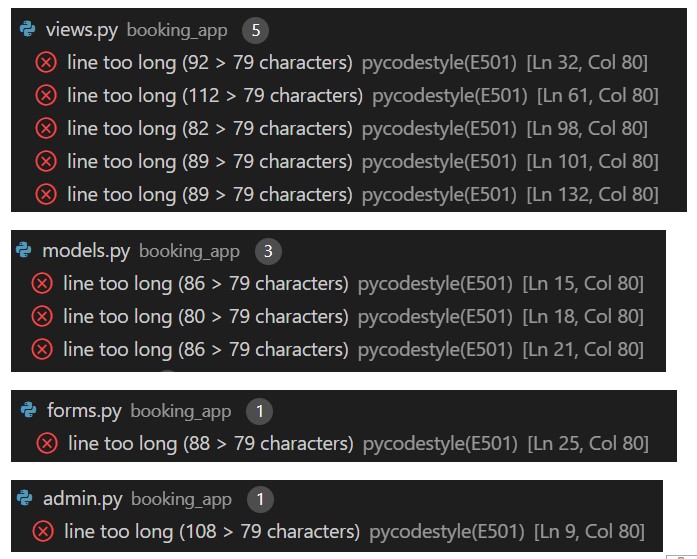 views.py booking_app 5
line too long (92 > 79 characters) pycodestyle(E501) [Ln 32, Col 80]
line too long (112 > 79 characters) pycodestyle(E501) [Ln 61, Col 80]
line too long (82 > 79 characters) pycodestyle(E501) [Ln 98, Col 80]
line too long (89 > 79 characters) pycodestyle(E501) [Ln 101, Col 80]
line too long (89 > 79 characters) pycodestyle(E501) [Ln 132, Col 80]
models.py booking_app 3
line too long (86 > 79 characters) pycodestyle(E501) [Ln 15, Col 80]
line too long (80 > 79 characters) pycodestyle(E501) [Ln 18, Col 80]
line too long (86 > 79 characters) pycodestyle(E501) [Ln 21, Col 80]
forms.py booking_app 1
line too long (88 > 79 characters) pycodestyle(E501) [Ln 25, Col 80]
admin.py booking_app 1
line too long (108 > 79 characters) pycodestyle(E501) [Ln 9, Col 80]